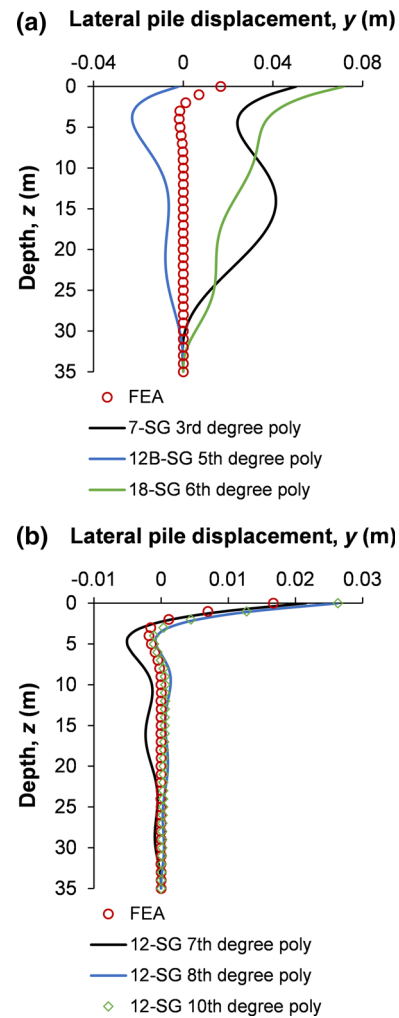 (a) Lateral pile displacement, y (m)
-0.04 0 0.04 0.08
0
5
10
15
20
25
30
35
Depth, z (m)
FEA
7-SG 3rd degree poly
12B-SG 5th degree poly
18-SG 6th degree poly
(b) Lateral pile displacement, y (m)
-0.01 0 0.01 0.02 0.03
0
5
10
15
20
25
30
35
Depth, z (m)
FEA
12-SG 7th degree poly
12-SG 8th degree poly
12-SG 10th degree poly